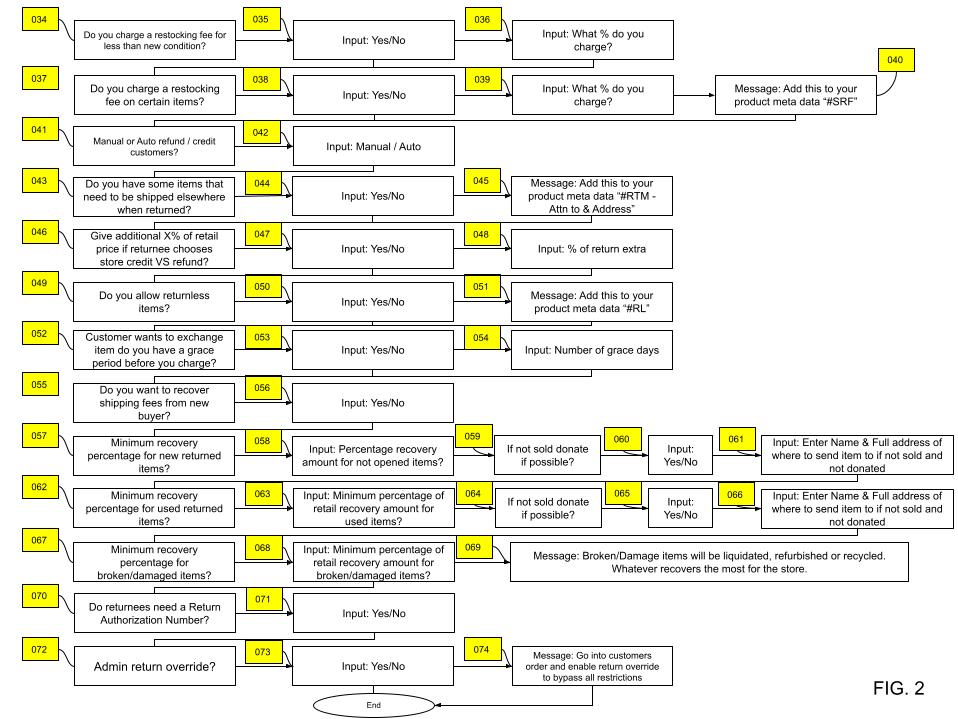 034
035
036
Do you charge a restocking fee for
less than new condition?
Input: Yes/No
Input: What % do you
charge?
037
038
039
040
Do you charge a restocking
fee on certain items?
Input: Yes/No
Input: What % do you
charge?
Message: Add this to your
product meta data “#SRF”
041
042
Manual or Auto refund / credit
customers?
Input: Manual / Auto
043
044
045
Do you have some items that
need to be shipped elsewhere
when returned?
Input: Yes/No
Message: Add this to your
product meta data “#RTM -
Attn to & Address”
046
047
048
Give additional X% of retail
price if returnee chooses
store credit VS refund?
Input: Yes/No
Input: % of return extra
049
050
051
Do you allow returnless
items?
Input: Yes/No
Message: Add this to your
product meta data “#RL”
052
053
054
Customer wants to exchange
item do you have a grace
period before you charge?
Input: Yes/No
Input: Number of grace days
055
056
Do you want to recover
shipping fees from new
buyer?
Input: Yes/No
057
058
059
060
061
Minimum recovery
percentage for new returned
items?
Input: Percentage recovery
amount for not opened items?
If not sold donate
if possible?
Input:
Yes/No
Input: Enter Name & Full address of
where to send item to if not sold and
not donated
062
063
064
065
066
Minimum recovery
percentage for used returned
items?
Input: Minimum percentage of
retail recovery amount for
used items?
If not sold donate
if possible?
Input:
Yes/No
Input: Enter Name & Full address of
where to send item to if not sold and
not donated
067
068
069
Minimum recovery
percentage for
broken/damaged items?
Input: Minimum percentage of
retail recovery amount for
broken/damaged items?
Message: Broken/Damage items will be liquidated, refurbished or recycled.
Whatever recovers the most for the store.
070
071
Do returnees need a Return
Authorization Number?
Input: Yes/No
072
073
074
Admin return override?
Input: Yes/No
Message: Go into customers
order and enable return override
to bypass all restrictions
End
FIG. 2